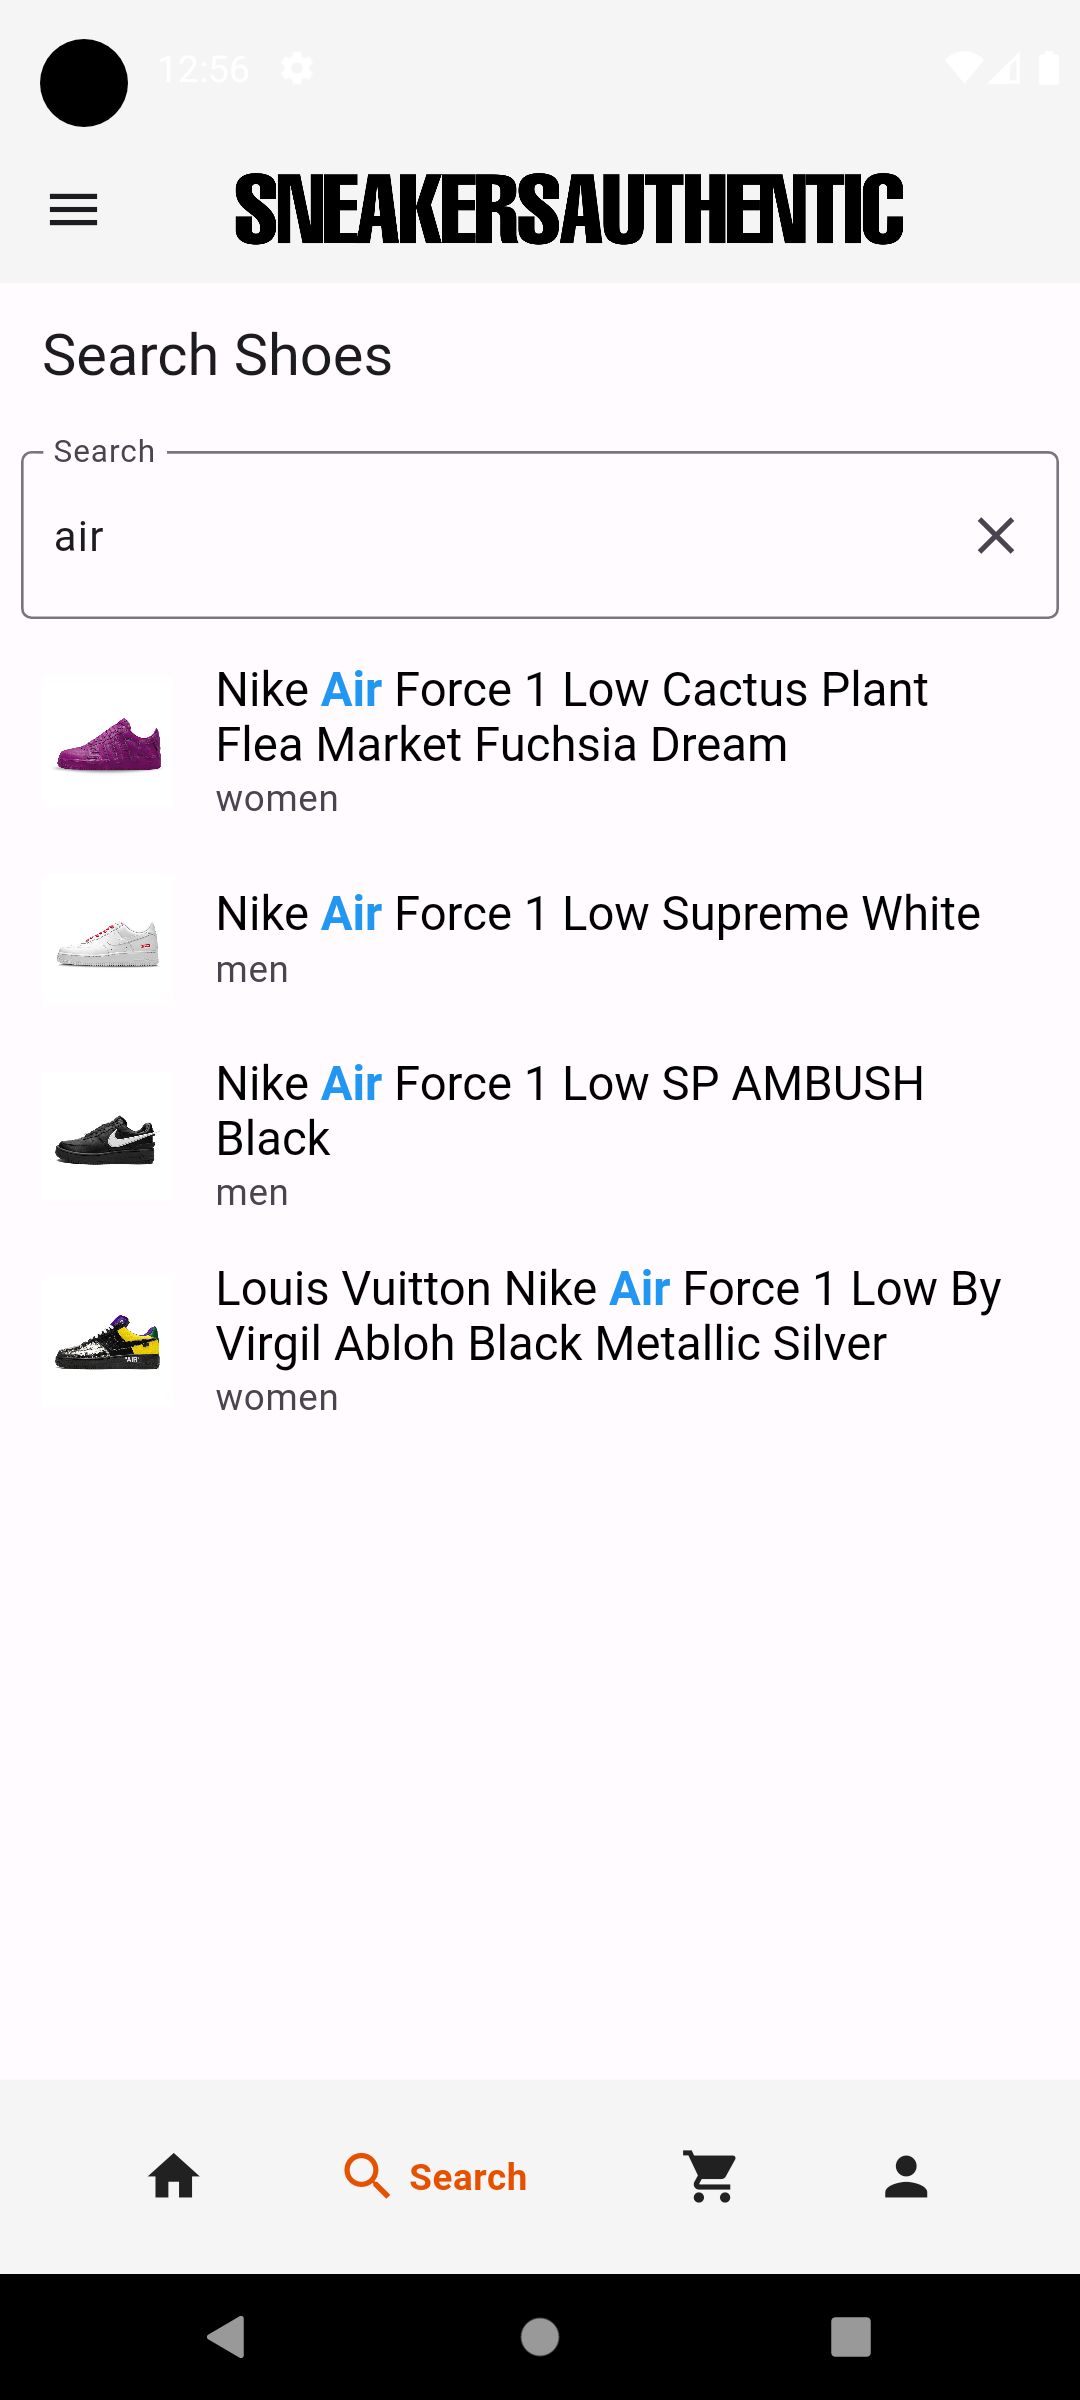 12:56
SNEAKERSAUTHENTIC
Search Shoes
Search
air
Nike Air Force 1 Low Cactus Plant
Flea Market Fuchsia Dream
women
Nike Air Force 1 Low Supreme White
men
Nike Air Force 1 Low SP AMBUSH
Black
men
Louis Vuitton Nike Air Force 1 Low By
Virgil Abloh Black Metallic Silver
women
"AIR"
Search